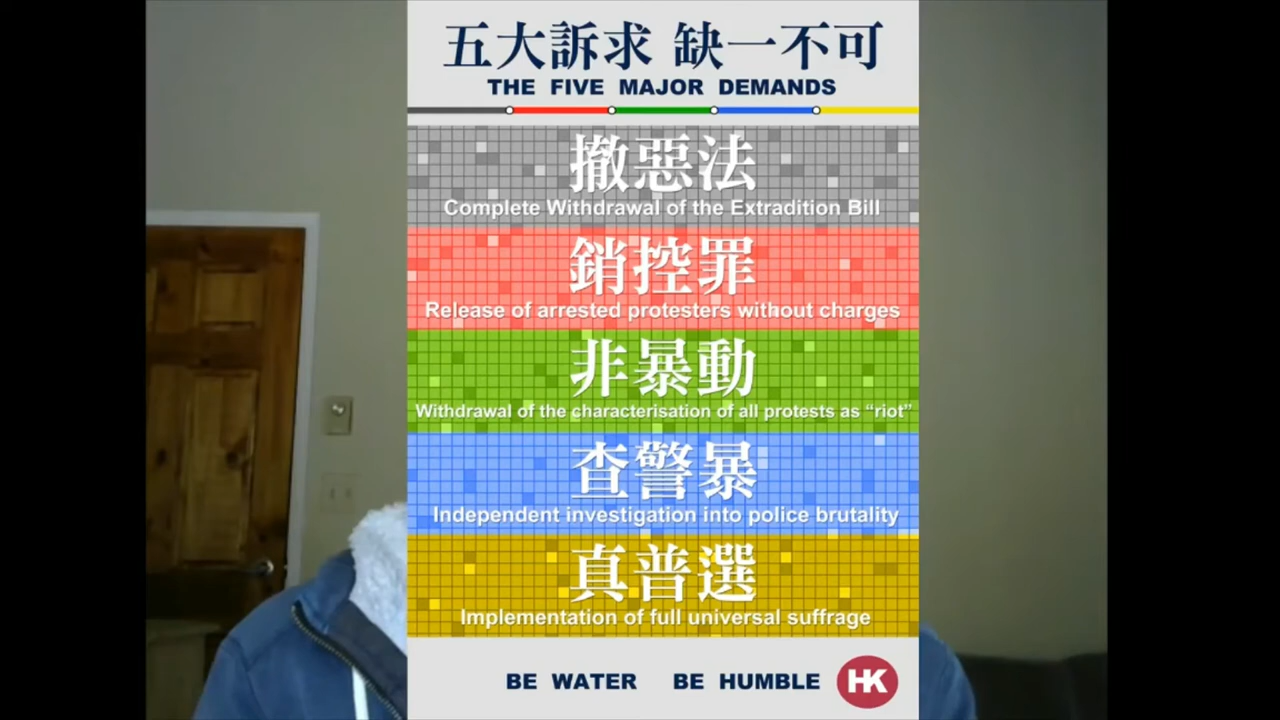 五大訴求 缺一不可
THE FIVE MAJOR DEMANDS
撤惡法
Complete Withdrawal of the Extradition Bill
銷控罪
Release of arrested protesters without charges
非暴動
Withdrawal of the characterisation of all protests as “riot”
查警暴
Independent investigation into police brutality
真普選
Implementation of full universal suffrage
BE WATER BE HUMBLE HK